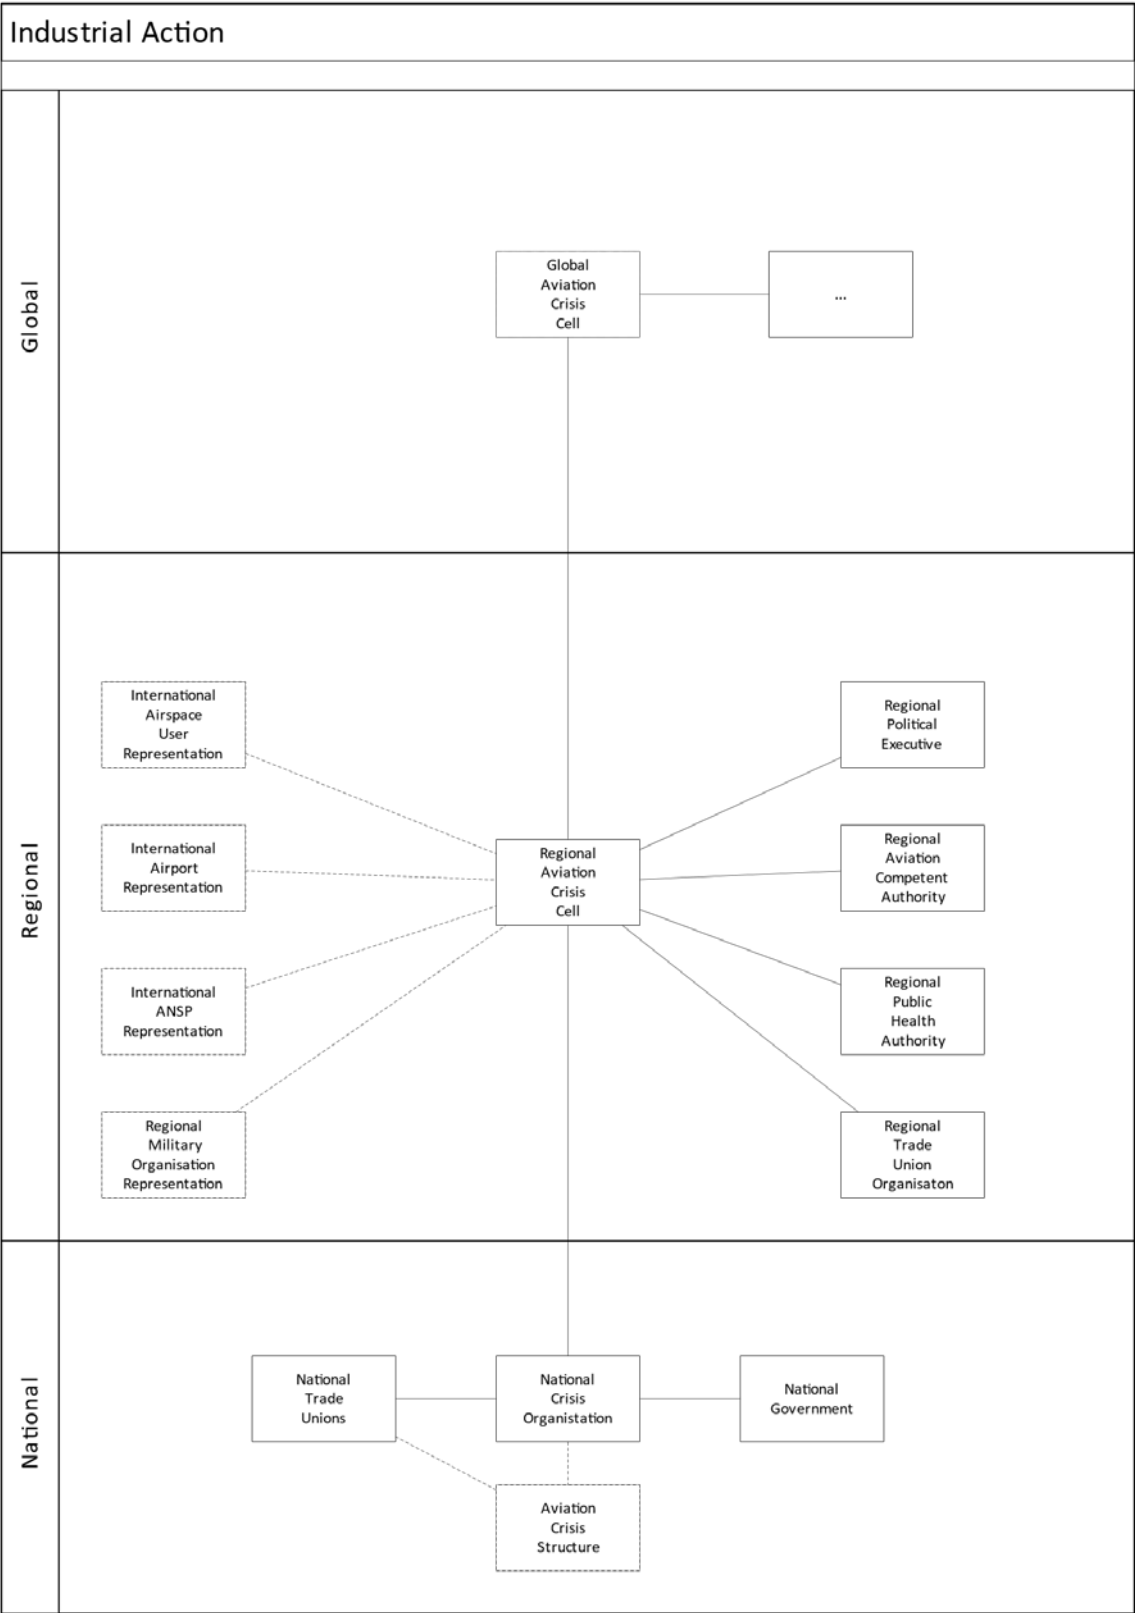 Industrial Action
Global
Global
Aviation
Crisis
Cell
...
Regional
International
Airspace
User
Representation
Regional
Political
Executive
International
Airport
Representation
Regional
Aviation
Crisis
Cell
Regional
Aviation
Competent
Authority
International
ANSP
Representation
Regional
Public
Health
Authority
Regional
Military
Organisation
Representation
Regional
Trade
Union
Organisaton
National
National
Trade
Unions
National
Crisis
Organistation
National
Government
Aviation
Crisis
Structure